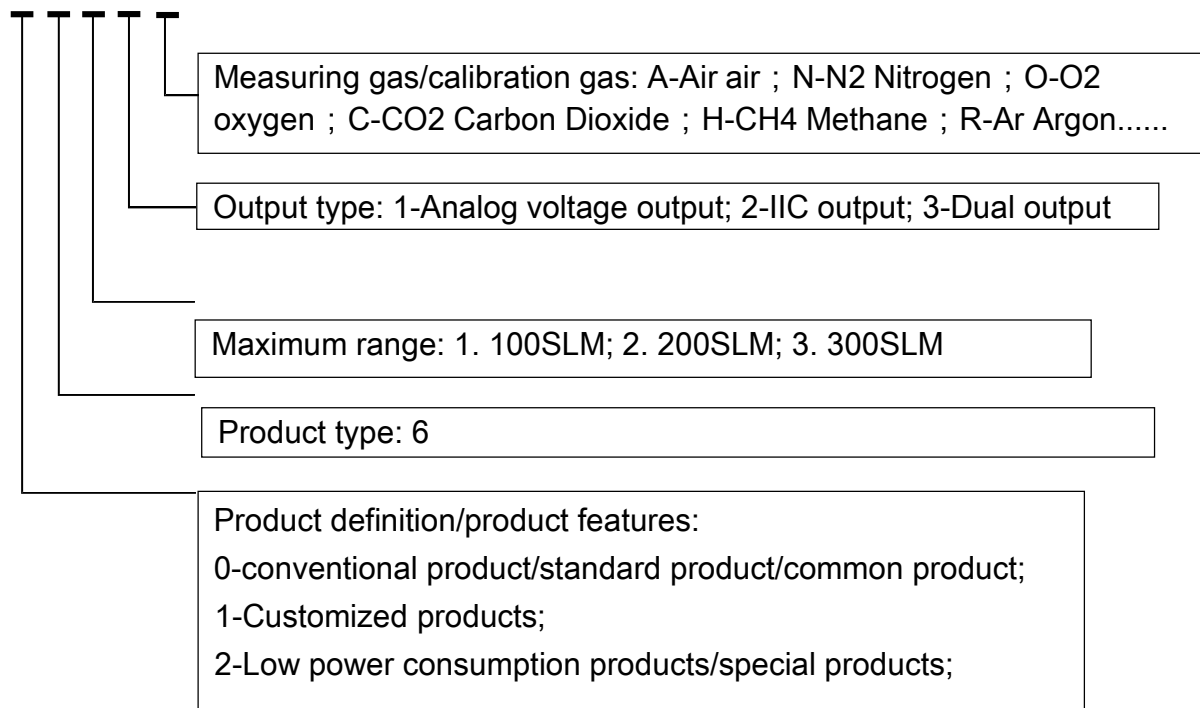 Measuring gas/calibration gas: A-Air air ; N-N2 Nitrogen ; O-O2
oxygen ; C-CO2 Carbon Dioxide ; H-CH4 Methane ; R-Ar Argon......
Output type: 1-Analog voltage output; 2-IIC output; 3-Dual output
Maximum range: 1. 100SLM; 2. 200SLM; 3. 300SLM
Product type: 6
Product definition/product features:
0-conventional product/standard product/common product;
1-Customized products;
2-Low power consumption products/special products;